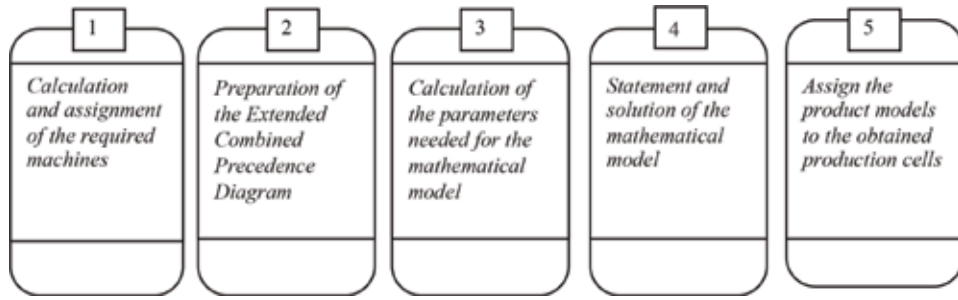 1
Calculation
and assignment
of the required
machines
2
Preparation of
the Extended
Combined
Precedence
Diagram
3
Calculation of
the parameters
needed for the
mathematical
model
4
Statement and
solution of the
mathematical
model
5
Assign the
product models
to the obtained
production cells